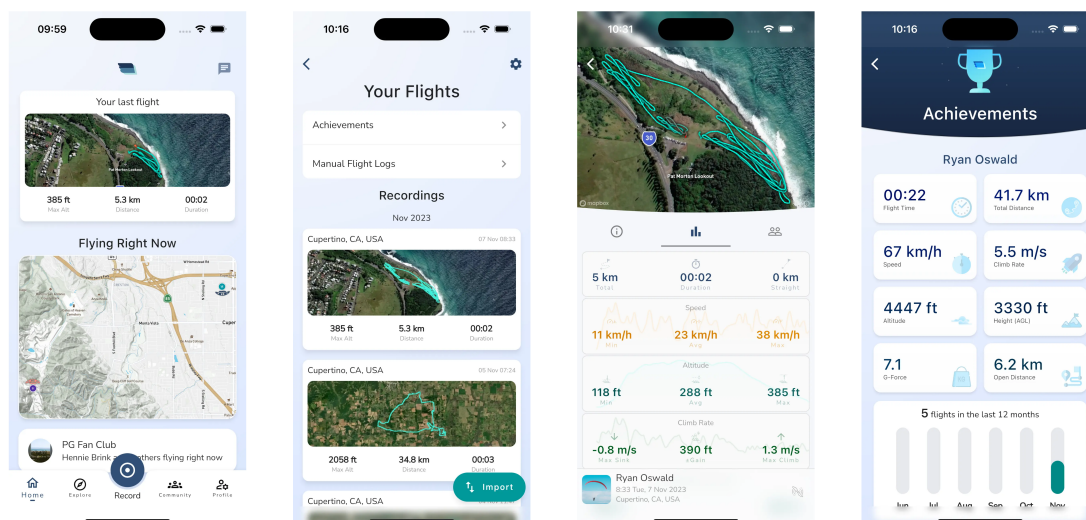 09:59
Your last flight
Pat Morton Lookout
385 ft
5.3 km
00:02
Max Alt
Distance
Duration
Flying Right Now
W Homestead Rd
Monta Vista
Cuper
PG Fan Club
Hennie Brink a
thers flying right now
Home
Explore
Record
Community
Profile
10:16
Your Flights
Achievements
Manual Flight Logs
Recordings
Nov 2023
Cupertino, CA, USA
07 Nov 08:33
385 ft
5.3 km
00:02
Max Alt
Distance
Duration
Cupertino, CA, USA
05 Nov 07:24
2058 ft
34.8 km
00:03
Max Alt
Distance
Duration
Import
Cupertino, CA, USA
10:31
30
Pat Morton Lookout
mapbox
5 km
00:02
0 km
Total
Duration
Straight
Speed
11 km/h
23 km/h
38 km/h
Min
Avg
Max
Altitude
118 ft
288 ft
385 ft
Min
Avg
Max
Climb Rate
-0.8 m/s
390 ft
1.3 m/s
Max Sink
±Gain
Max Climb
Ryan Oswald
8:33 Tue, 7 Nov 2023
Cupertino, CA, USA
10:16
Achievements
Ryan Oswald
00:22
Flight Time
41.7 km
Total Distance
67 km/h
Speed
5.5 m/s
Climb Rate
4447 ft
Altitude
3330 ft
Height (AGL)
7.1
G-Force
6.2 km
Open Distance
5 flights in the last 12 months
Jun
Jul
Aug
Sep
Oct
Nov